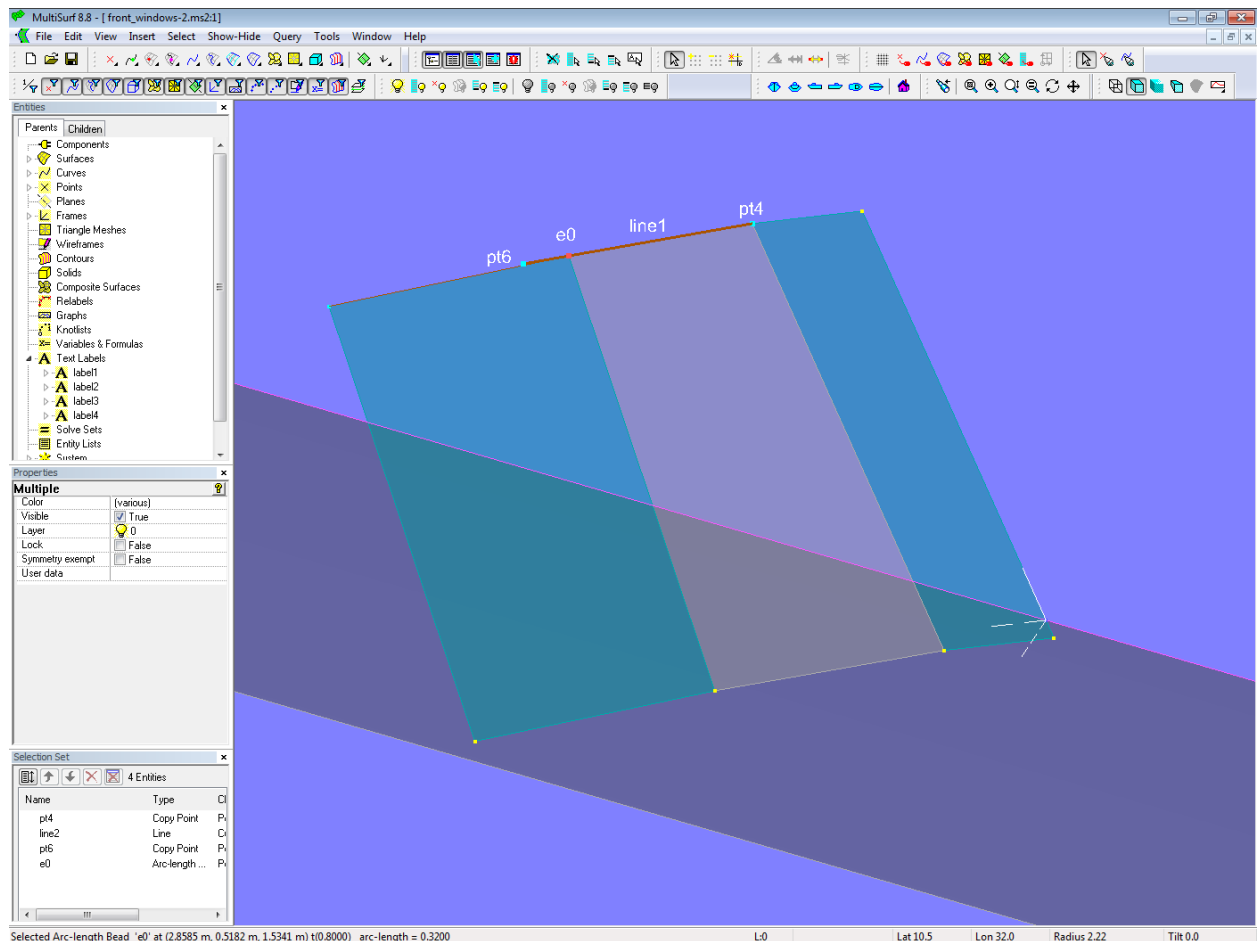 MultiSurf 8.8 - [ front_windows-2.ms2:1]
File Edit View Insert Select Show-Hide Query Tools Window Help
Entities
Parents Children
Components
Surfaces
Curves
Points
Planes
Frames
Triangle Meshes
Wireframes
Contours
Solids
Composite Surfaces
Relabels
Graphs
Knotlists
Variables & Formulas
Text Labels
label1
label2
label3
label4
Solve Sets
Entity Lists
System
Properties
Multiple
Color (various)
Visible True
Layer 0
Lock False
Symmetry exempt False
User data
Selection Set
4 Entities
Name Type Cl
pt4 Copy Point P
line2 Line C
pt6 Copy Point P
e0 Arc-length ... P
pt6
e0
line1
pt4
Selected Arc-length Bead 'e0' at (2.8585 m, 0.5182 m, 1.5341 m) t(0.8000) arc-length = 0.3200 L:0 Lat 10.5 Lon 32.0 Radius 2.22 Tilt 0.0